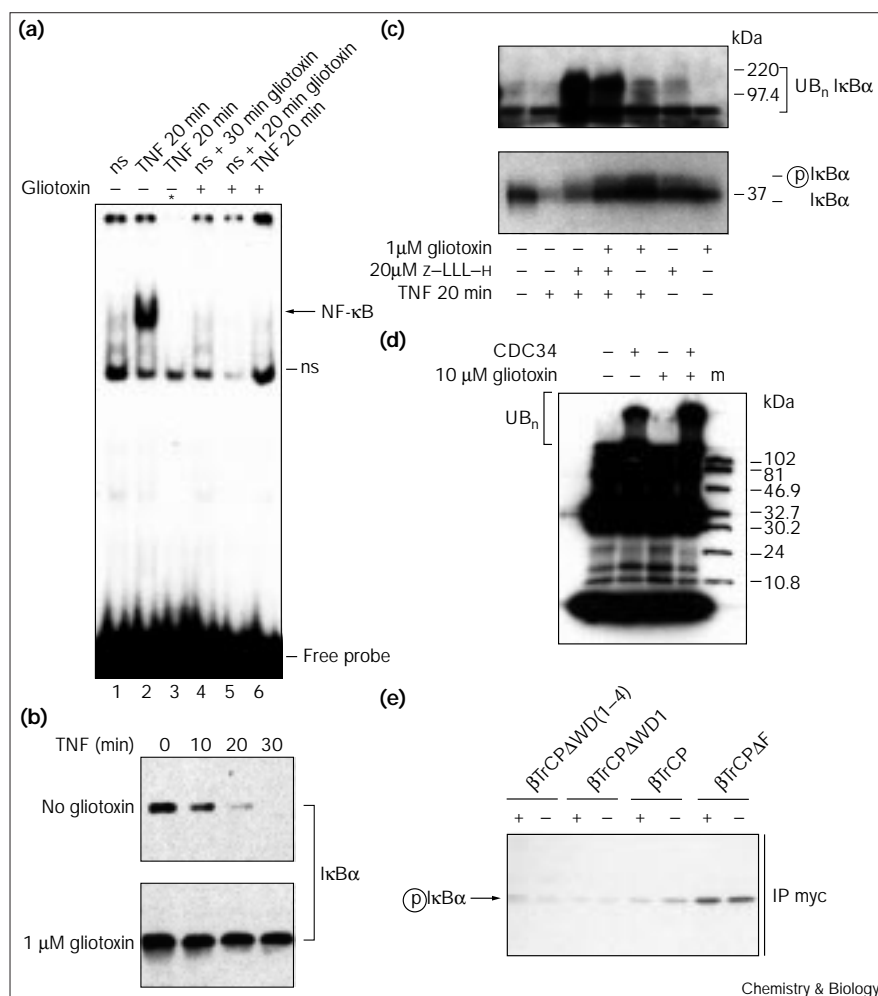 (a)
ns
TNF 20 min
TNF 20 min
ns + 30 min gliotoxin
ns + 120 min gliotoxin
TNF 20 min
Gliotoxin – – – + + +
*
NF-κB
ns
Free probe
1 2 3 4 5 6
(b)
TNF (min) 0 10 20 30
No gliotoxin
IκBα
1 μM gliotoxin
(c)
kDa
220
97.4
UBn IκBα
p IκBα
37
IκBα
1μM gliotoxin – – – + + – +
20μM Z–LLL–H – – + + – + –
TNF 20 min – + + + + – –
(d)
CDC34 – + – +
10 μM gliotoxin – – + + m
UBn
kDa
102
81
46.9
32.7
30.2
24
10.8
(e)
βTrCPΔWD(1–4)
βTrCPΔWD1
βTrCP
βTrCPΔF
+ – + – + – + –
p IκBα
IP myc
Chemistry & Biology